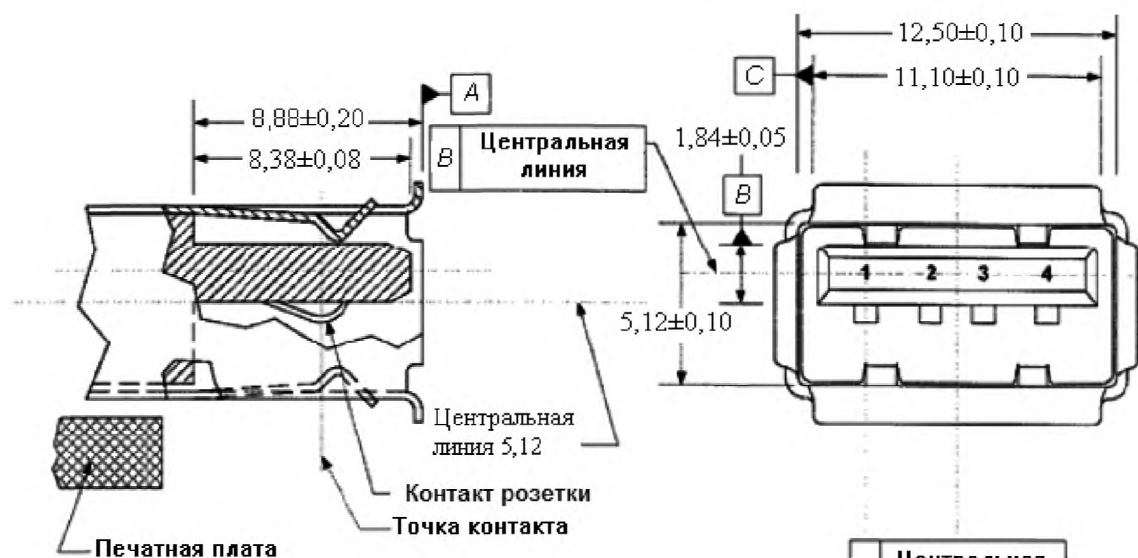 12,50±0,10
C
11,10±0,10
A
8,88±0,20
8,38±0,08
B
Центральная
линия
1,84±0,05
B
1 2 3 4
5,12±0,10
Центральная
линия 5,12
Контакт розетки
Точка контакта
Печатная плата
Центральная